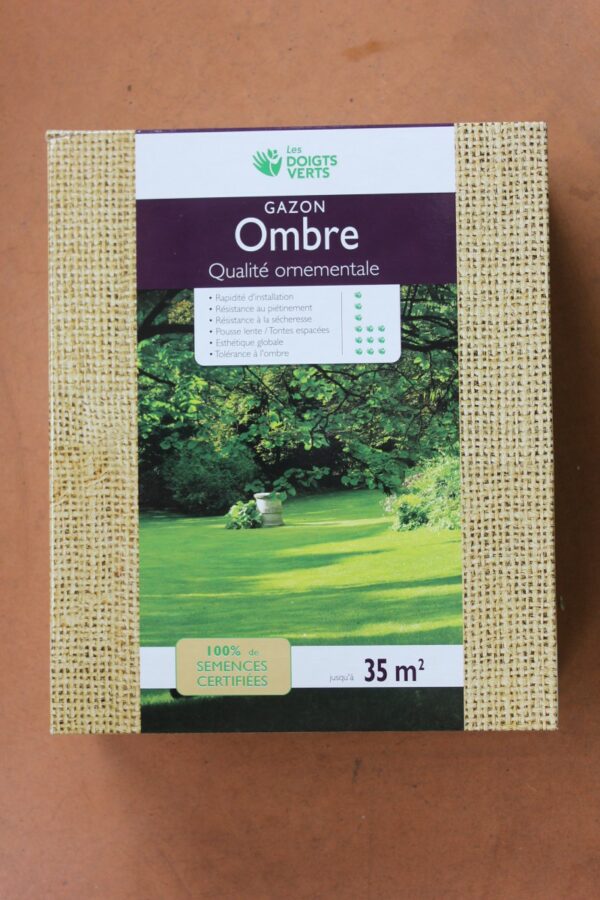 Les
DOIGTS
VERTS
GAZON
Ombre
Qualité ornementale
• Rapidité d'installation
• Résistance au piétinement
• Résistance à la sécheresse
• Pousse lente / Tontes espacées
• Esthétique globale
• Tolérance à l'ombre
100% de
SEMENCES
CERTIFIÉES
jusqu'à 35 m²